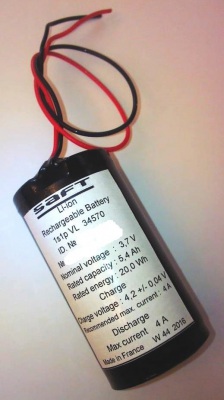 SAFT
Li-Ion
Rechargeable Battery
1s1p VL 34570
ID. №
№
Nominal voltage : 3,7 V
Rated capacity : 5,4 Ah
Rated energy : 20,0 Wh
Charge
Charge voltage : 4,2 +/- 0,04 V
Recommended max. current : 4A
Discharge
Max current : 4 A
Made in France W 44 2016